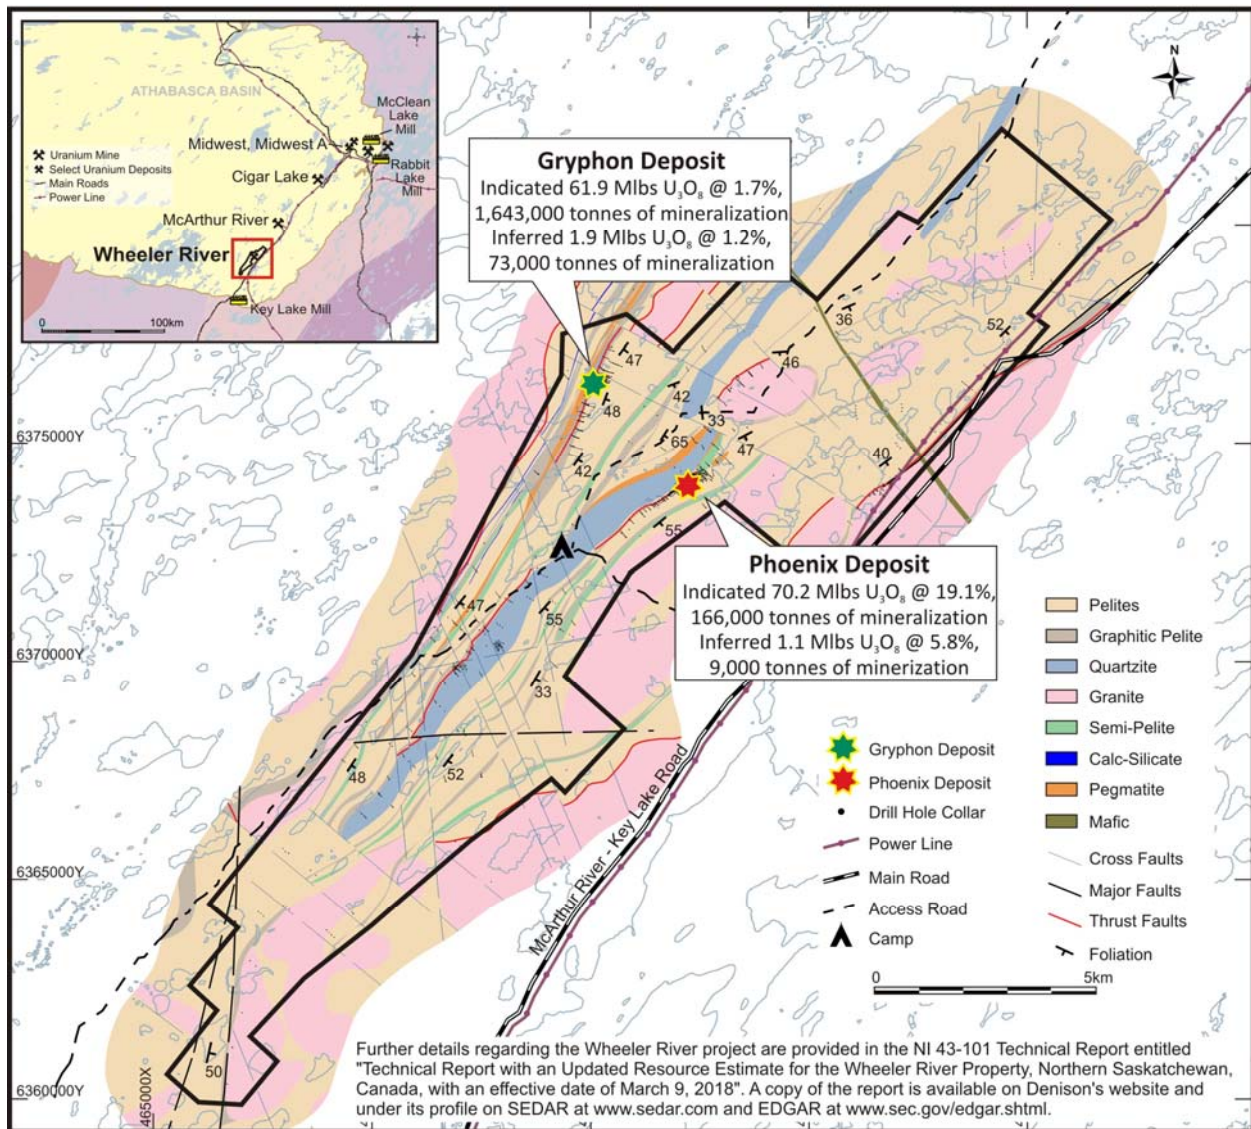 ATHABASCA BASIN
McClean
Lake
Mill
Midwest, Midwest A
Rabbit
Lake
Mill
Cigar Lake
McArthur River
Wheeler River
Key Lake Mill
Uranium Mine
Select Uranium Deposits
Main Roads
Power Line
0 100km
N
Gryphon Deposit
Indicated 61.9 Mlbs U₃O₈ @ 1.7%,
1,643,000 tonnes of mineralization
Inferred 1.9 Mlbs U₃O₈ @ 1.2%,
73,000 tonnes of mineralization
36
52
47
46
42
48
33
65
47
42
40
55
47
55
33
48
52
50
6375000Y
6370000Y
6365000Y
6360000Y
465000X
Phoenix Deposit
Indicated 70.2 Mlbs U₃O₈ @ 19.1%,
166,000 tonnes of mineralization
Inferred 1.1 Mlbs U₃O₈ @ 5.8%,
9,000 tonnes of minerization
McArthur River - Key Lake Road
Gryphon Deposit
Phoenix Deposit
Drill Hole Collar
Power Line
Main Road
Access Road
Camp
Pelites
Graphitic Pelite
Quartzite
Granite
Semi-Pelite
Calc-Silicate
Pegmatite
Mafic
Cross Faults
Major Faults
Thrust Faults
Foliation
0 5km
Further details regarding the Wheeler River project are provided in the NI 43-101 Technical Report entitled
"Technical Report with an Updated Resource Estimate for the Wheeler River Property, Northern Saskatchewan,
Canada, with an effective date of March 9, 2018". A copy of the report is available on Denison's website and
under its profile on SEDAR at www.sedar.com and EDGAR at www.sec.gov/edgar.shtml.